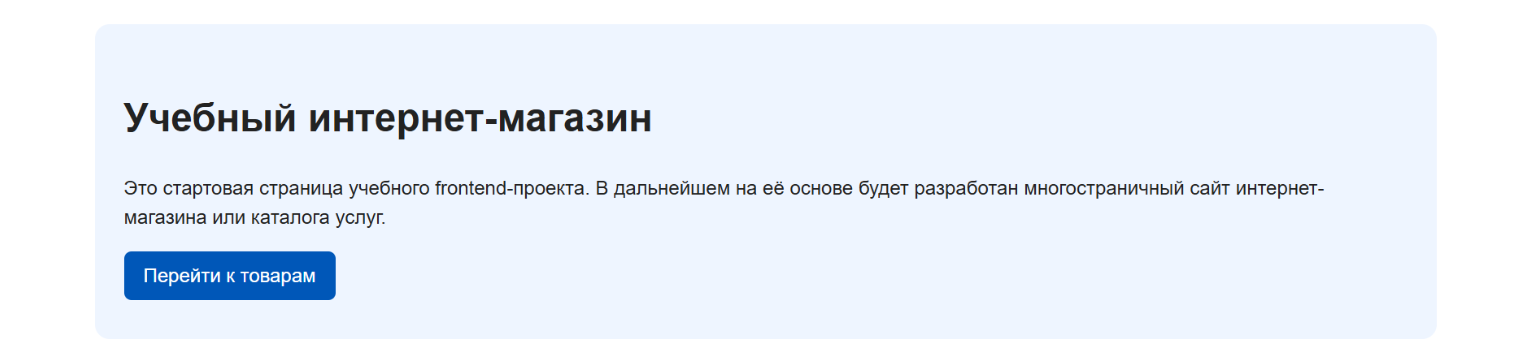 Учебный интернет-магазин
Это стартовая страница учебного frontend-проекта. В дальнейшем на её основе будет разработан многостраничный сайт интернет-
магазина или каталога услуг.
Перейти к товарам